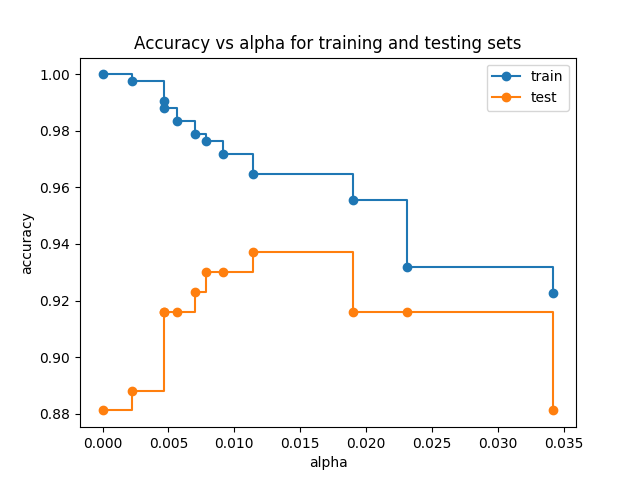 Accuracy vs alpha for training and testing sets
train
test
accuracy
1.00
0.98
0.96
0.94
0.92
0.90
0.88
0.000 0.005 0.010 0.015 0.020 0.025 0.030 0.035
alpha